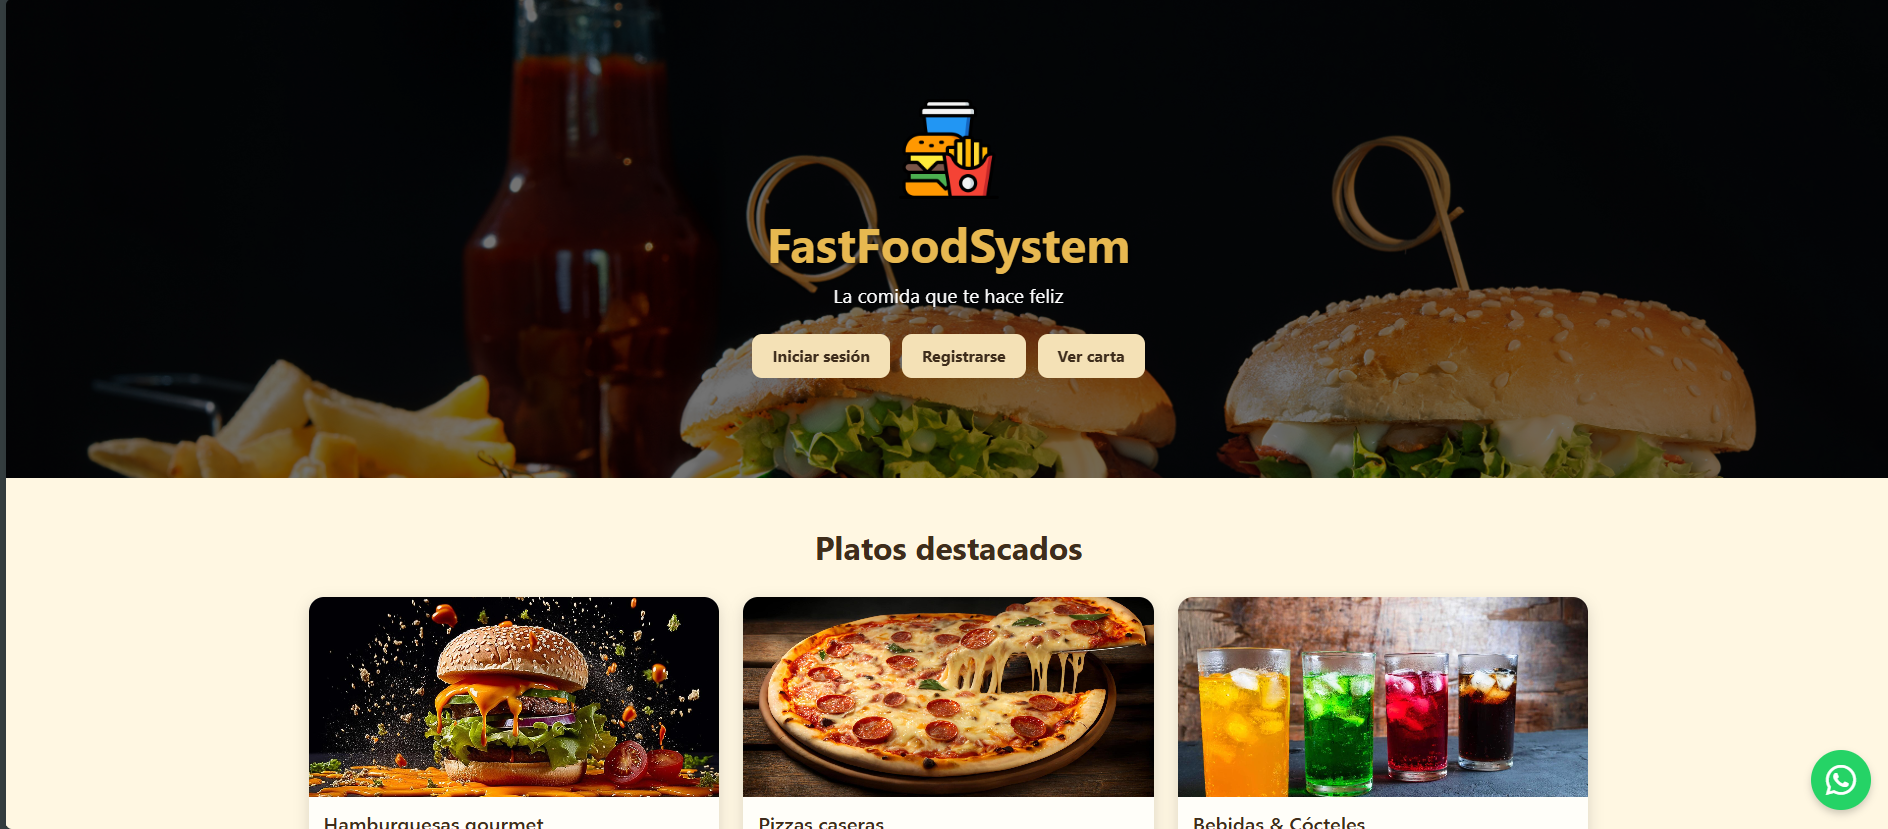 FastFoodSystem
La comida que te hace feliz
Iniciar sesión
Registrarse
Ver carta
Platos destacados
Hamburguesas gourmet
Pizzas caseras
Bebidas & Cócteles